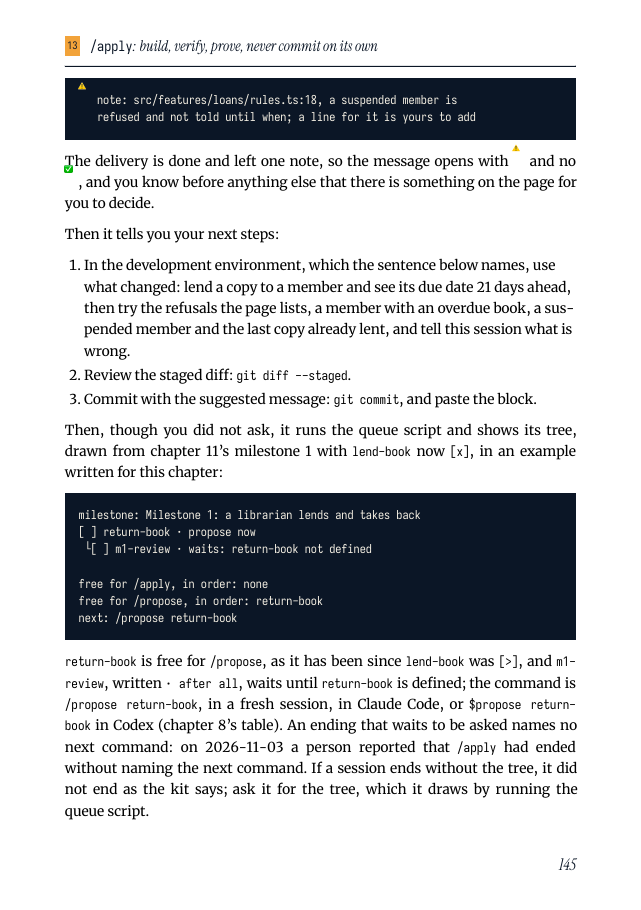 13 /apply: build, verify, prove, never commit on its own
⚠️
note: src/features/loans/rules.ts:18, a suspended member is
refused and not told until when; a line for it is yours to add
The delivery is done and left one note, so the message opens with ⚠️ and no
✅, and you know before anything else that there is something on the page for
you to decide.
Then it tells you your next steps:
1. In the development environment, which the sentence below names, use
what changed: lend a copy to a member and see its due date 21 days ahead,
then try the refusals the page lists, a member with an overdue book, a sus-
pended member and the last copy already lent, and tell this session what is
wrong.
2. Review the staged diff: git diff --staged.
3. Commit with the suggested message: git commit, and paste the block.
Then, though you did not ask, it runs the queue script and shows its tree,
drawn from chapter 11’s milestone 1 with lend-book now [x], in an example
written for this chapter:
milestone: Milestone 1: a librarian lends and takes back
[ ] return-book · propose now
└[ ] m1-review · waits: return-book not defined
free for /apply, in order: none
free for /propose, in order: return-book
next: /propose return-book
return-book is free for /propose, as it has been since lend-book was [>], and m1-
review, written · after all, waits until return-book is defined; the command is
/propose return-book, in a fresh session, in Claude Code, or $propose return-
book in Codex (chapter 8’s table). An ending that waits to be asked names no
next command: on 2026-11-03 a person reported that /apply had ended
without naming the next command. If a session ends without the tree, it did
not end as the kit says; ask it for the tree, which it draws by running the
queue script.
145